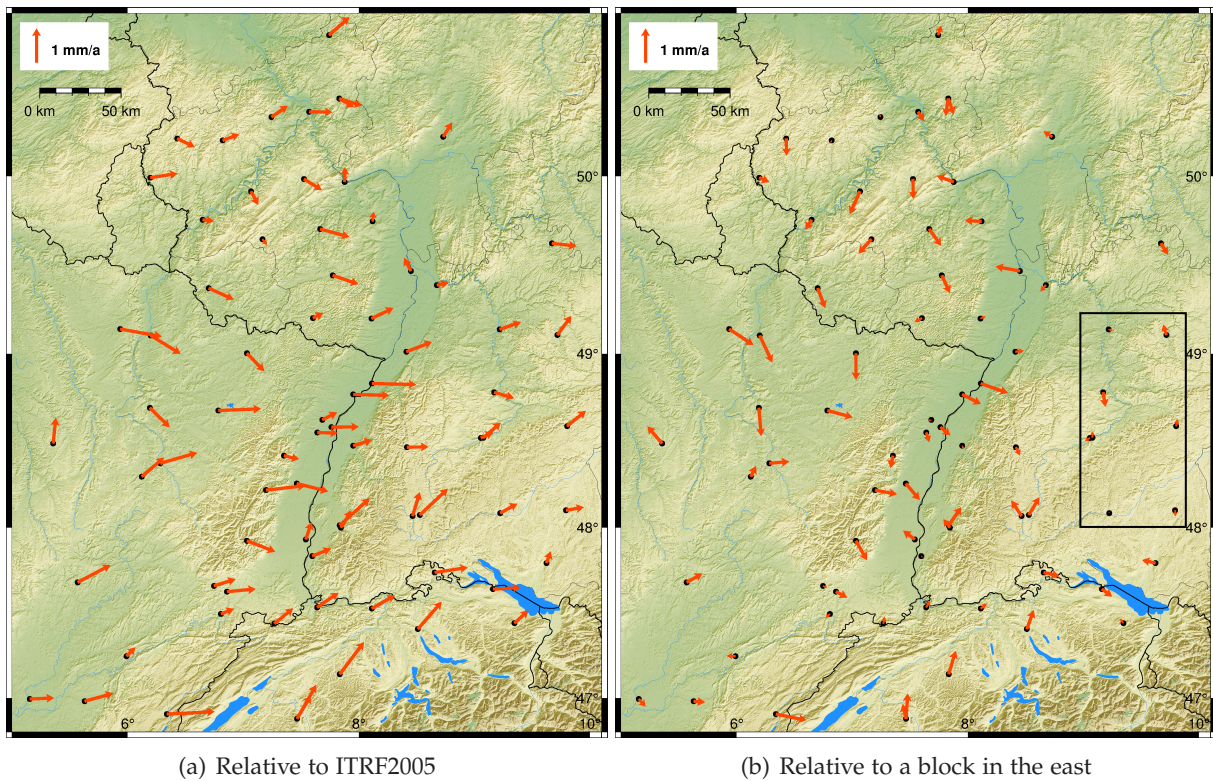 1 mm/a
0 km 50 km
50°
49°
48°
47°
6° 8° 10°
1 mm/a
0 km 50 km
50°
49°
48°
47°
6° 8° 10°
(a) Relative to ITRF2005
(b) Relative to a block in the east